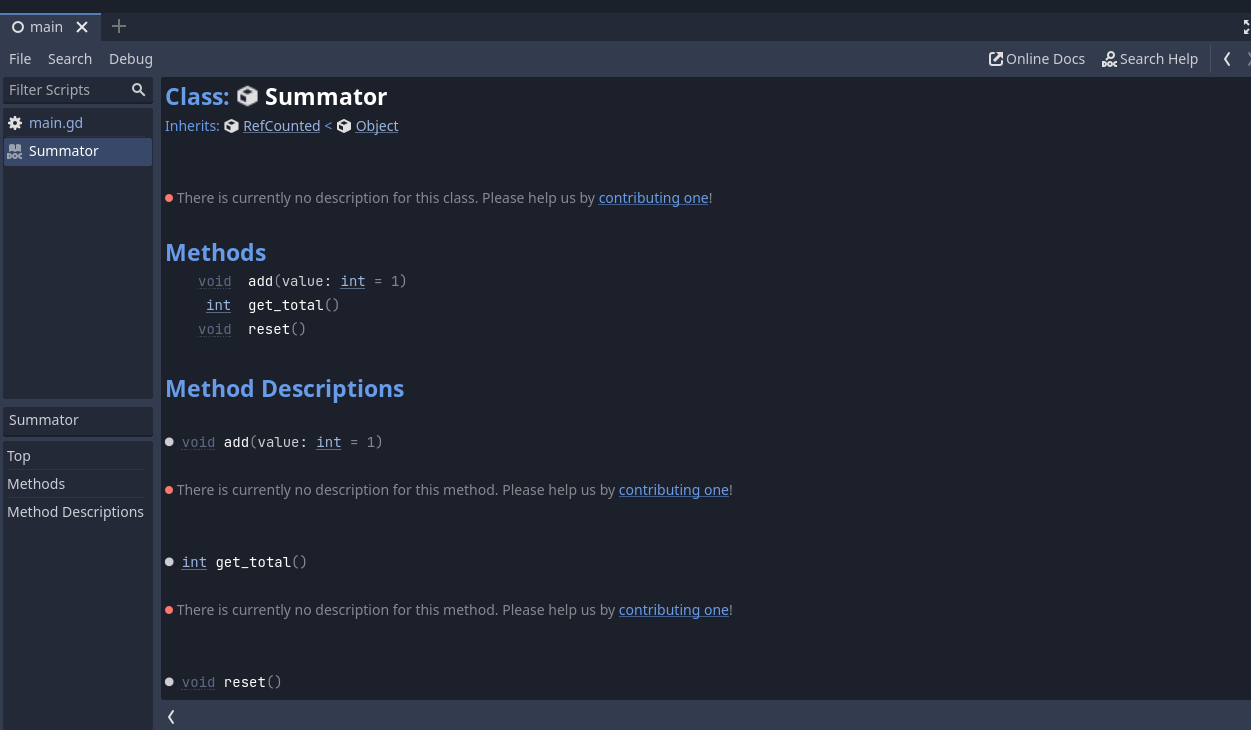 main
File Search Debug Online Docs Search Help
Filter Scripts
main.gd
DOC Summator
Summator
Top
Methods
Method Descriptions
Class: Summator
Inherits: RefCounted < Object
There is currently no description for this class. Please help us by contributing one!
Methods
void add(value: int = 1)
int get_total()
void reset()
Method Descriptions
void add(value: int = 1)
There is currently no description for this method. Please help us by contributing one!
int get_total()
There is currently no description for this method. Please help us by contributing one!
void reset()